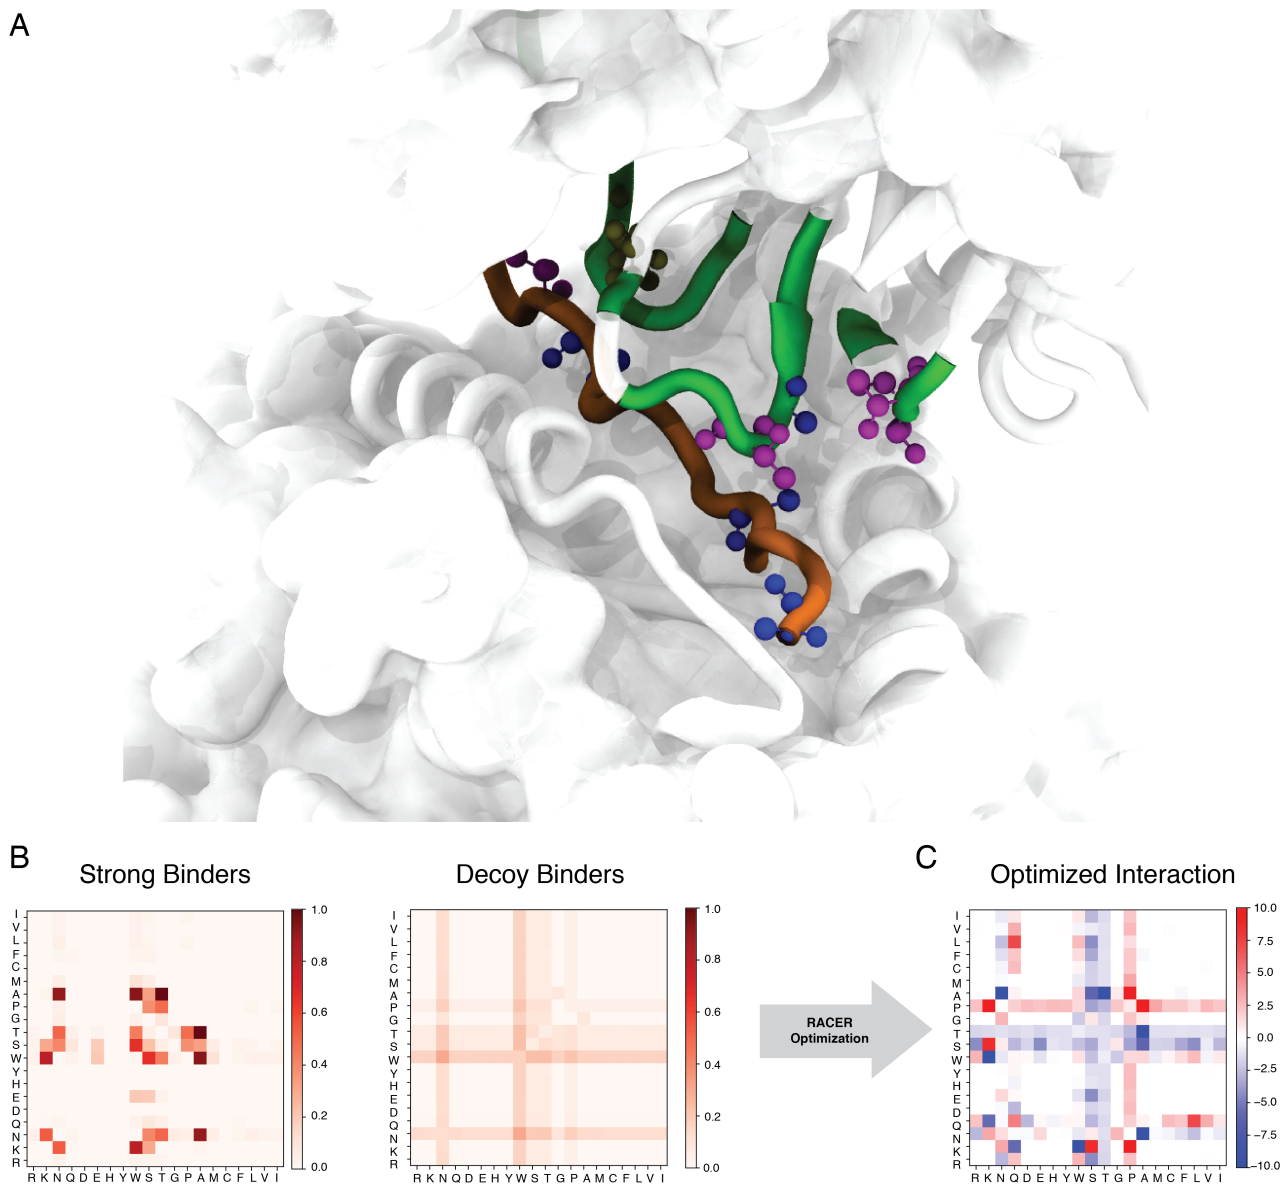 A
B
Strong Binders
Decoy Binders
C
Optimized Interaction
I
V
L
F
C
M
A
P
G
T
S
W
Y
H
E
D
Q
N
K
R
R K N Q D E H Y W S T G P A M C F L V I
1.0
0.8
0.6
0.4
0.2
0.0
I
V
L
F
C
M
A
P
G
T
S
W
Y
H
E
D
Q
N
K
R
R K N Q D E H Y W S T G P A M C F L V I
1.0
0.8
0.6
0.4
0.2
0.0
RACER
Optimization
I
V
L
F
C
M
A
P
G
T
S
W
Y
H
E
D
Q
N
K
R
R K N Q D E H Y W S T G P A M C F L V I
10.0
7.5
5.0
2.5
0.0
−2.5
−5.0
−7.5
−10.0